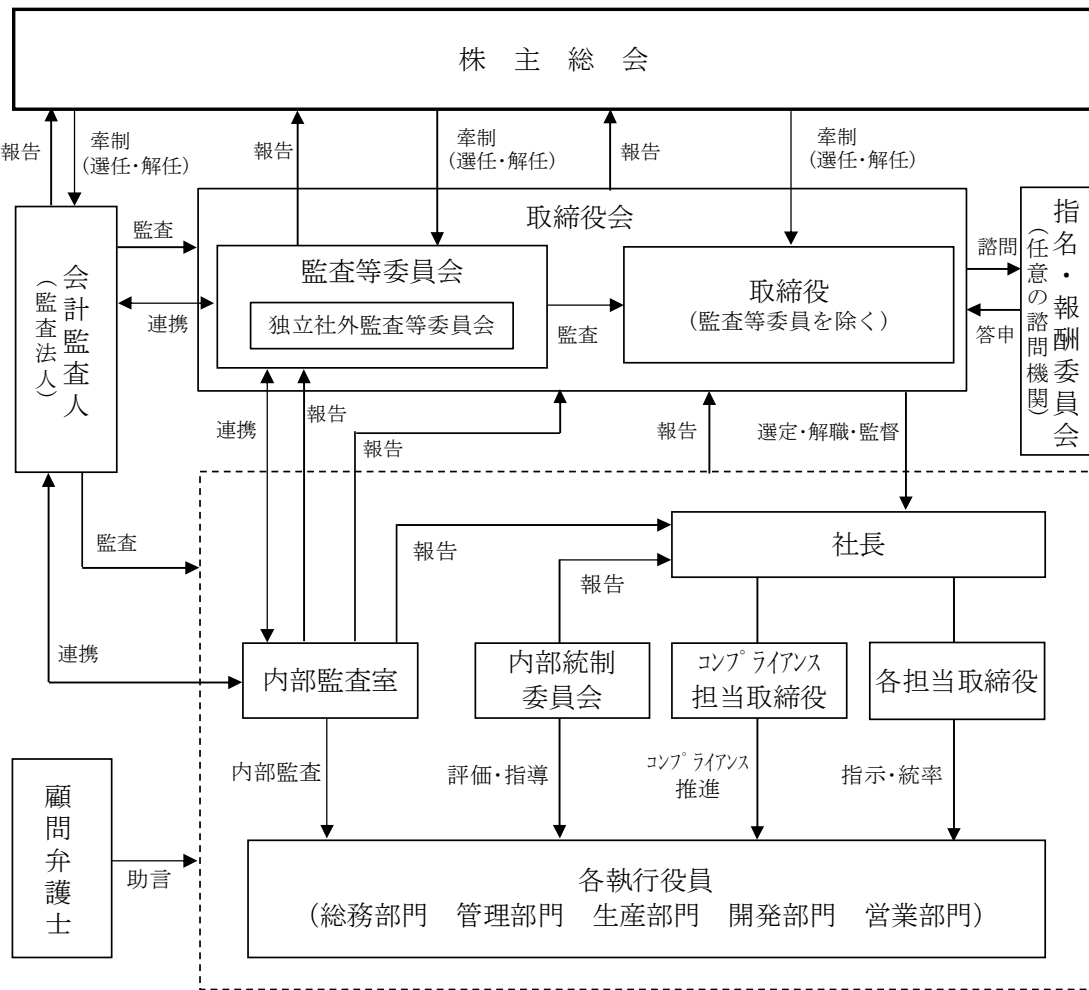 株主総会
報告
牽制
(選任・解任)
報告
牽制
(選任・解任)
報告
牽制
(選任・解任)
会計監査人
(監査法人)
監査
連携
取締役会
監査等委員会
独立社外監査等委員会
監査
取締役
(監査等委員を除く)
諮問
答申
指名・報酬委員会
(任意の諮問機関)
連携
報告
報告
報告
選定・解職・監督
監査
連携
報告
報告
社長
内部監査室
内部統制
委員会
コンプライアンス
担当取締役
各担当取締役
内部監査
評価・指導
コンプライアンス
推進
指示・統率
顧問弁護士
助言
各執行役員
(総務部門 管理部門 生産部門 開発部門 営業部門)